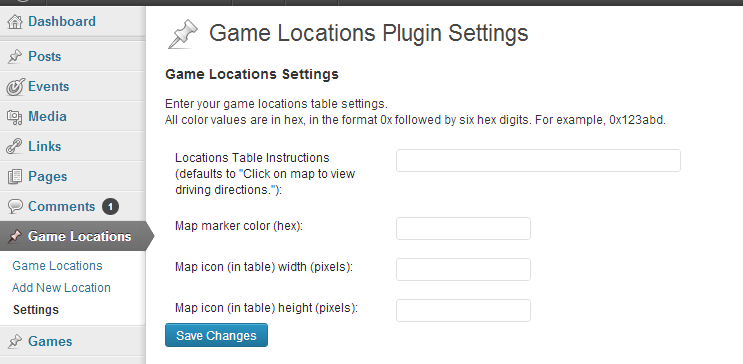 Dashboard
Posts
Events
Media
Links
Pages
Comments 1
Game Locations
Game Locations
Add New Location
Settings
Games
Game Locations Plugin Settings
Game Locations Settings
Enter your game locations table settings.
All color values are in hex, in the format 0x followed by six hex digits. For example, 0x123abd.
Locations Table Instructions
(defaults to "Click on map to view
driving directions."):
Map marker color (hex):
Map icon (in table) width (pixels):
Map icon (in table) height (pixels):
Save Changes